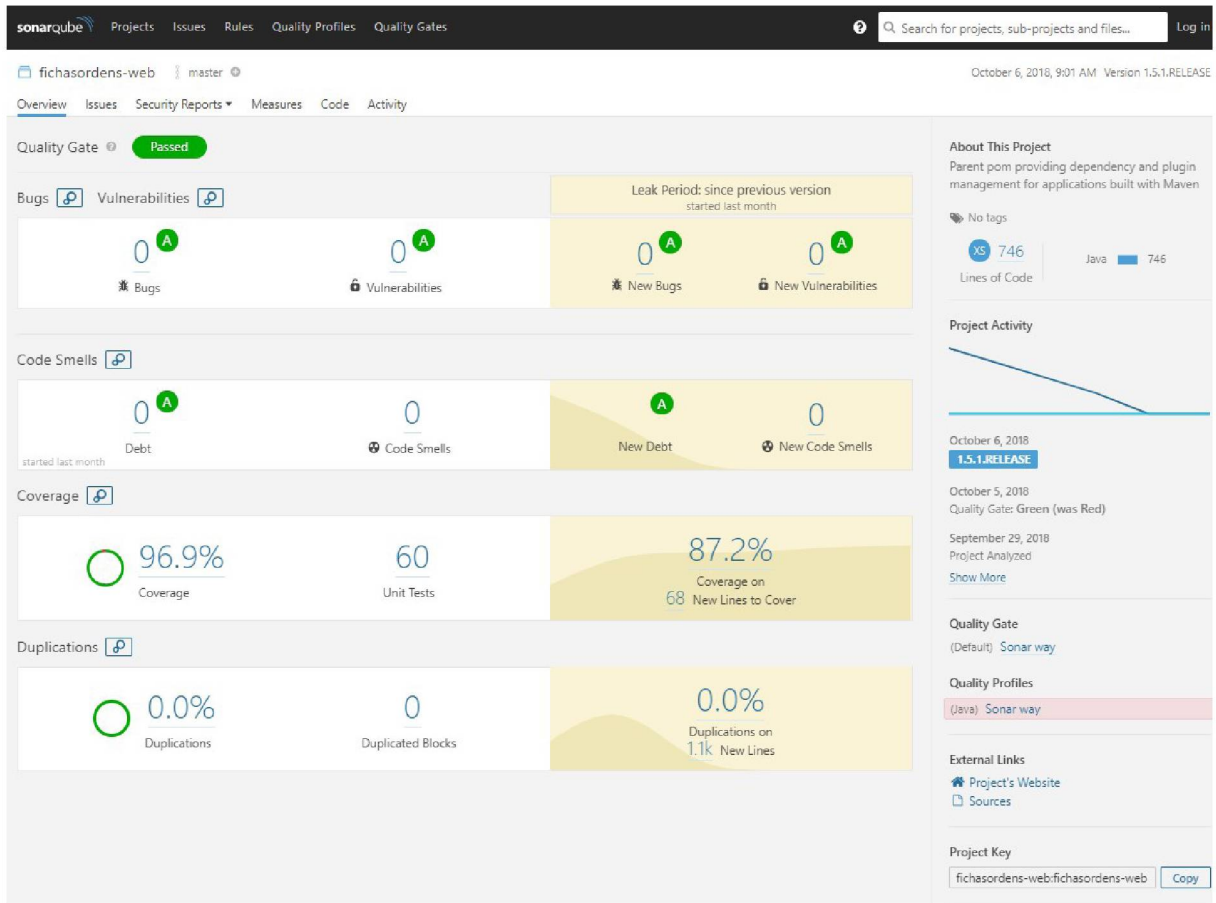 sonarqube Projects Issues Rules Quality Profiles Quality Gates ? Search for projects, sub-projects and files... Log in
fichasordens-web master October 6, 2018, 9:01 AM Version 1.5.1.RELEASE
Overview Issues Security Reports Measures Code Activity
Quality Gate ? Passed
Bugs Vulnerabilities
Leak Period: since previous version
started last month
0 A
Bugs
0 A
Vulnerabilities
0 A
New Bugs
0 A
New Vulnerabilities
Code Smells
0 A
Debt
started last month
0
Code Smells
A
New Debt
0
New Code Smells
Coverage
96.9%
Coverage
60
Unit Tests
87.2%
Coverage on
68 New Lines to Cover
Duplications
0.0%
Duplications
0
Duplicated Blocks
0.0%
Duplications on
1.1k New Lines
About This Project
Parent pom providing dependency and plugin
management for applications built with Maven
No tags
XS 746
Lines of Code
Java 746
Project Activity
October 6, 2018
1.5.1.RELEASE
October 5, 2018
Quality Gate: Green (was Red)
September 29, 2018
Project Analyzed
Show More
Quality Gate
(Default) Sonar way
Quality Profiles
(Java) Sonar way
External Links
Project's Website
Sources
Project Key
fichasordens-web:fichasordens-web Copy